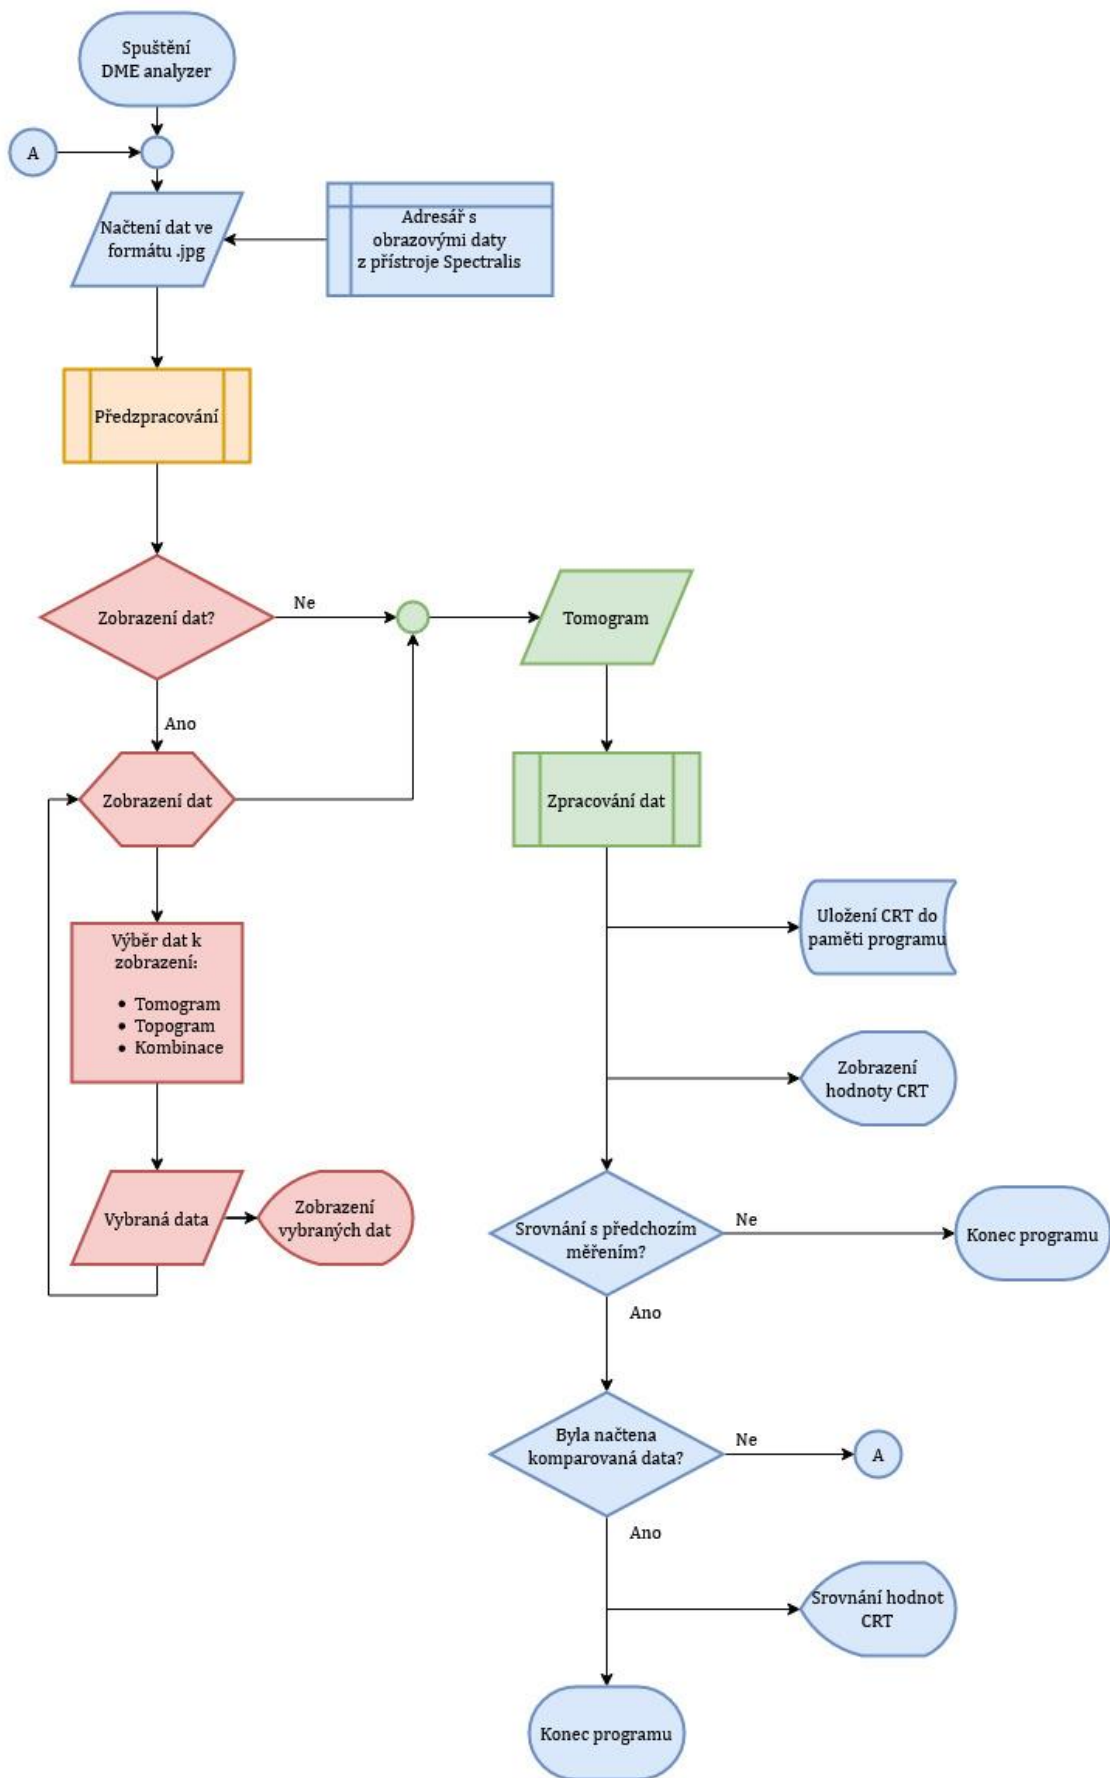 Spuštění
DME analyzer
A
Načtení dat ve
formátu .jpg
Adresář s
obrazovými daty
z přístroje Spectralis
Předzpracování
Zobrazení dat?
Ne
Tomogram
Ano
Zobrazení dat
Zpracování dat
Výběr dat k
zobrazení:
• Tomogram
• Topogram
• Kombinace
Uložení CRT do
paměti programu
Zobrazení
hodnoty CRT
Vybraná data
Zobrazení
vybraných dat
Srovnání s předchozím
měřením?
Ne
Konec programu
Ano
Byla načtena
komparovaná data?
Ne
A
Ano
Srovnání hodnot
CRT
Konec programu